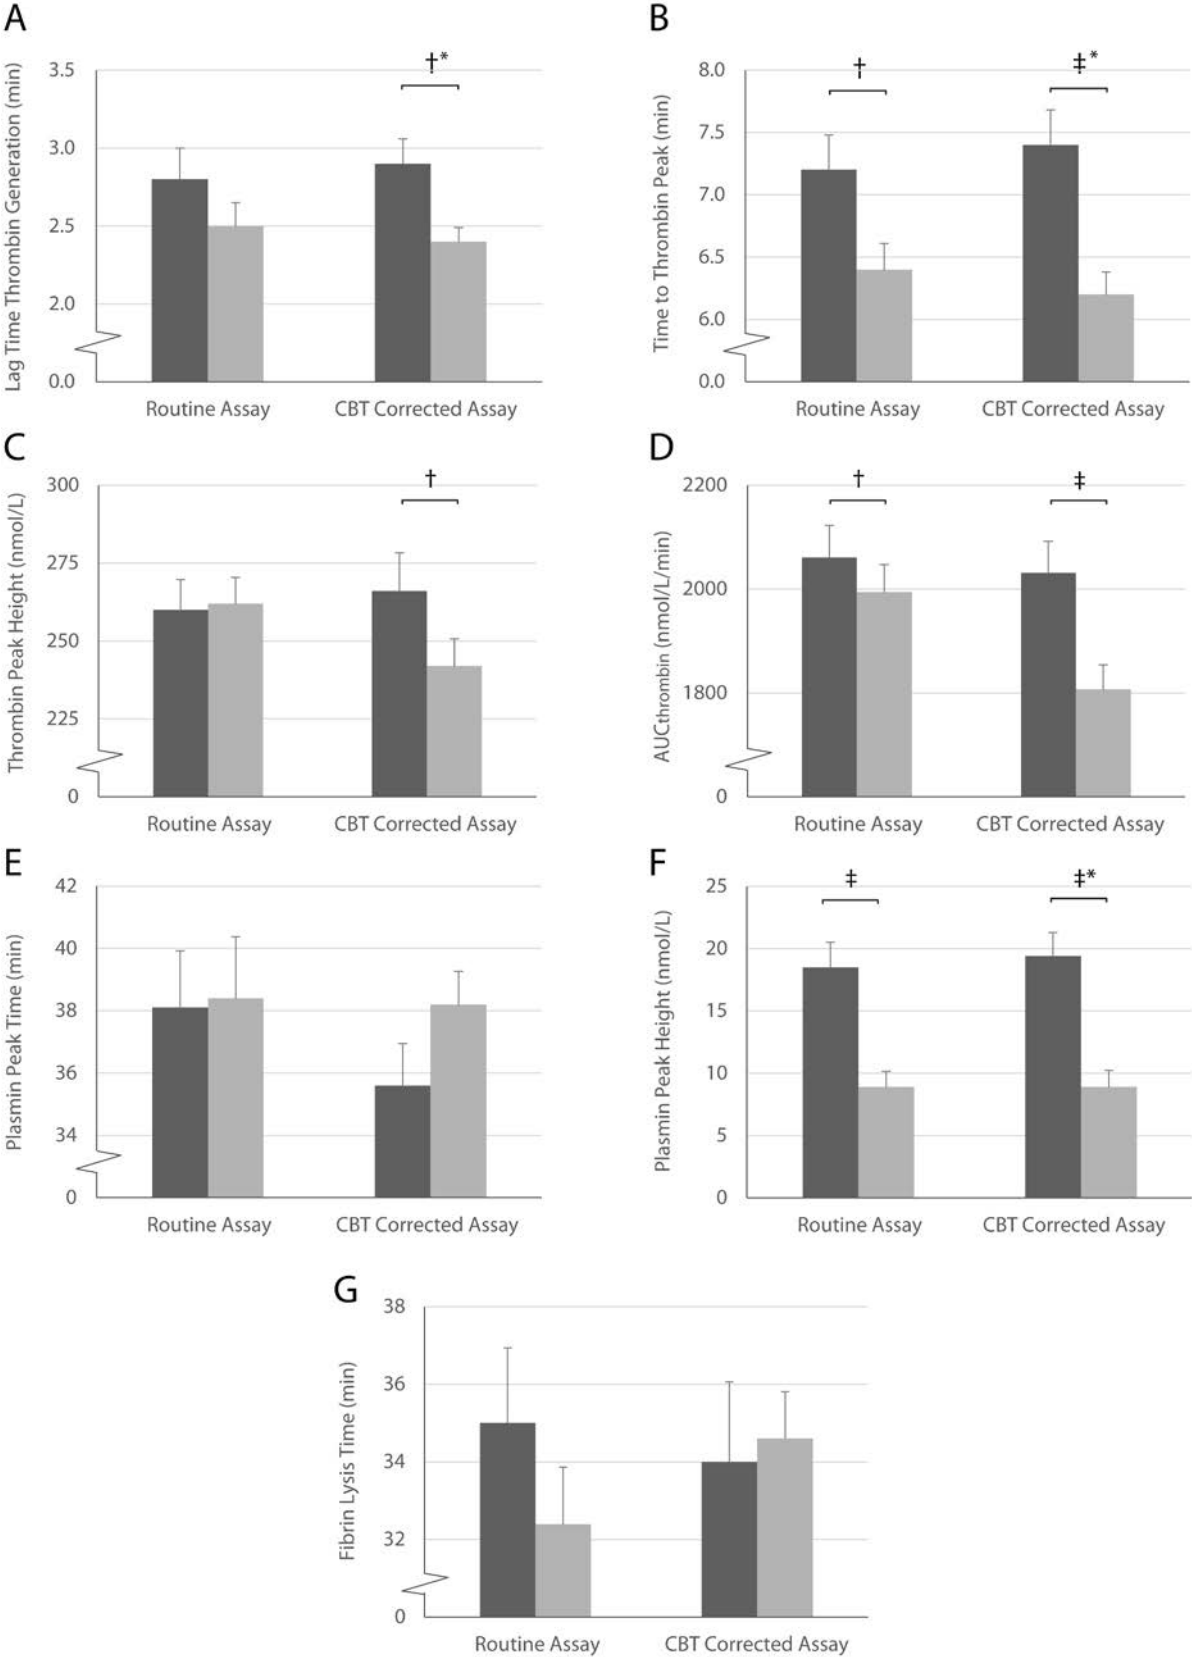 A
Lag Time Thrombin Generation (min)
3.5
3.0
2.5
2.0
0.0
†*
Routine Assay
CBT Corrected Assay
B
Time to Thrombin Peak (min)
8.0
7.5
7.0
6.5
6.0
0.0
†
‡*
Routine Assay
CBT Corrected Assay
C
Thrombin Peak Height (nmol/L)
300
275
250
225
0
†
Routine Assay
CBT Corrected Assay
D
AUCthrombin (nmol/L/min)
2200
2000
1800
0
†
‡
Routine Assay
CBT Corrected Assay
E
Plasmin Peak Time (min)
42
40
38
36
34
0
Routine Assay
CBT Corrected Assay
F
Plasmin Peak Height (nmol/L)
25
20
15
10
5
0
‡
‡*
Routine Assay
CBT Corrected Assay
G
Fibrin Lysis Time (min)
38
36
34
32
0
Routine Assay
CBT Corrected Assay